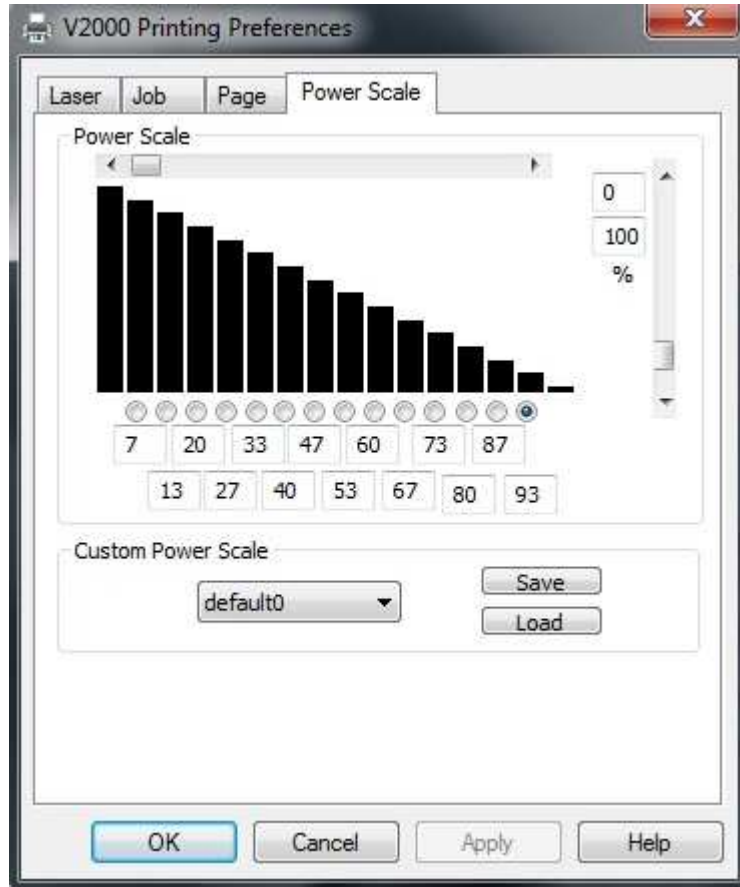 V2000 Printing Preferences
Laser Job Page Power Scale
Power Scale
0
100
%
7 20 33 47 60 73 87
13 27 40 53 67 80 93
Custom Power Scale
default0
Save
Load
OK Cancel Apply Help